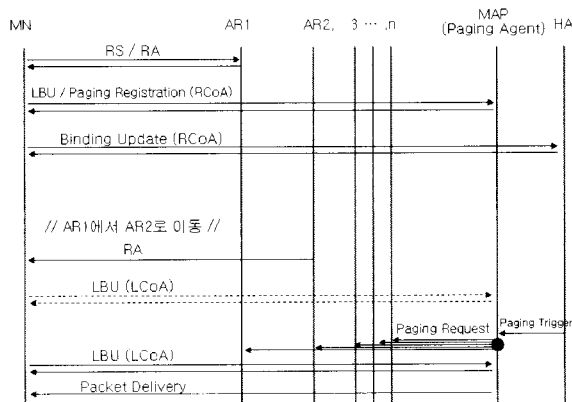 MN AR1 AR2, 3 ··· ,n MAP (Paging Agent) HA
RS / RA
LBU / Paging Registration (RCoA)
Binding Update (RCoA)
// AR1에서 AR2로 이동 //
RA
LBU (LCoA)
Paging Trigger
Paging Request
LBU (LCoA)
Packet Delivery